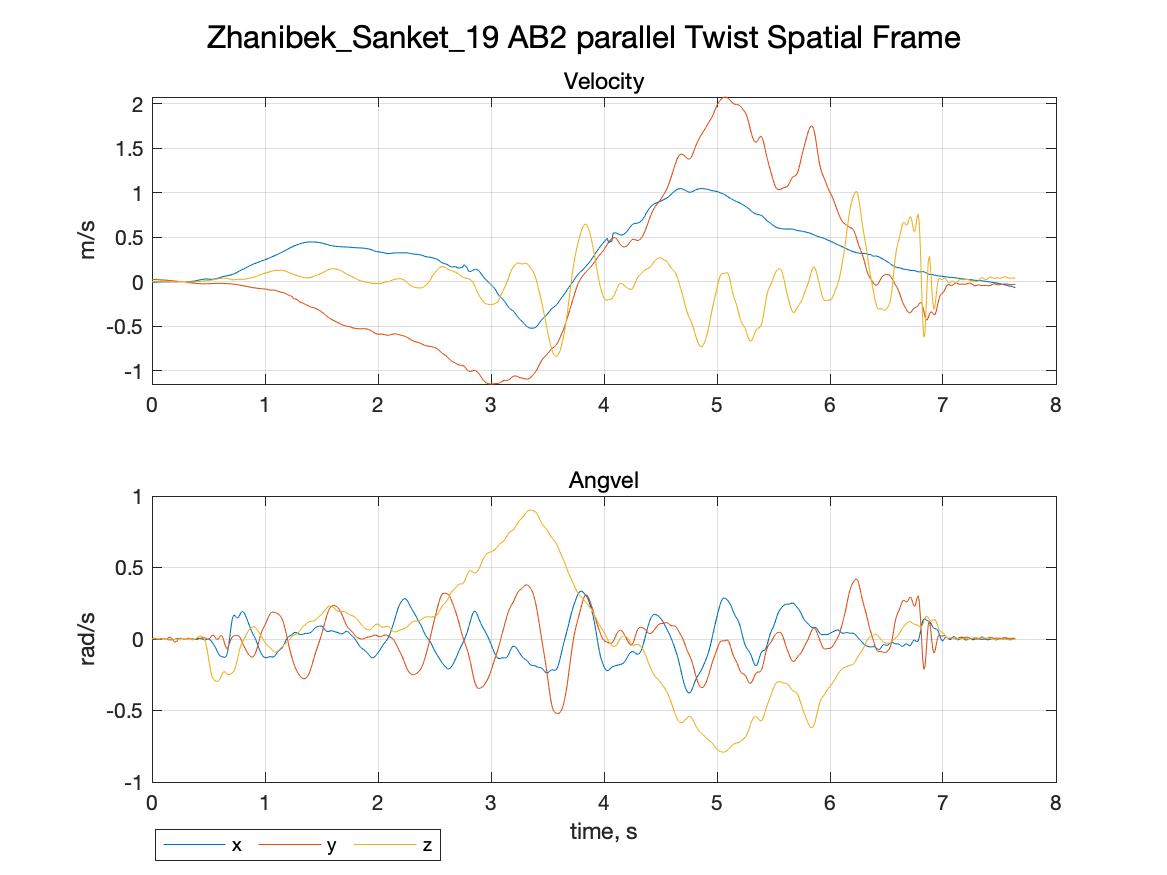 Zhanibek_Sanket_19 AB2 parallel Twist Spatial Frame
Velocity
2
1.5
1
0.5
0
-0.5
-1
m/s
0 1 2 3 4 5 6 7 8
Angvel
1
0.5
0
-0.5
-1
rad/s
0 1 2 3 4 5 6 7 8
time, s
x y z